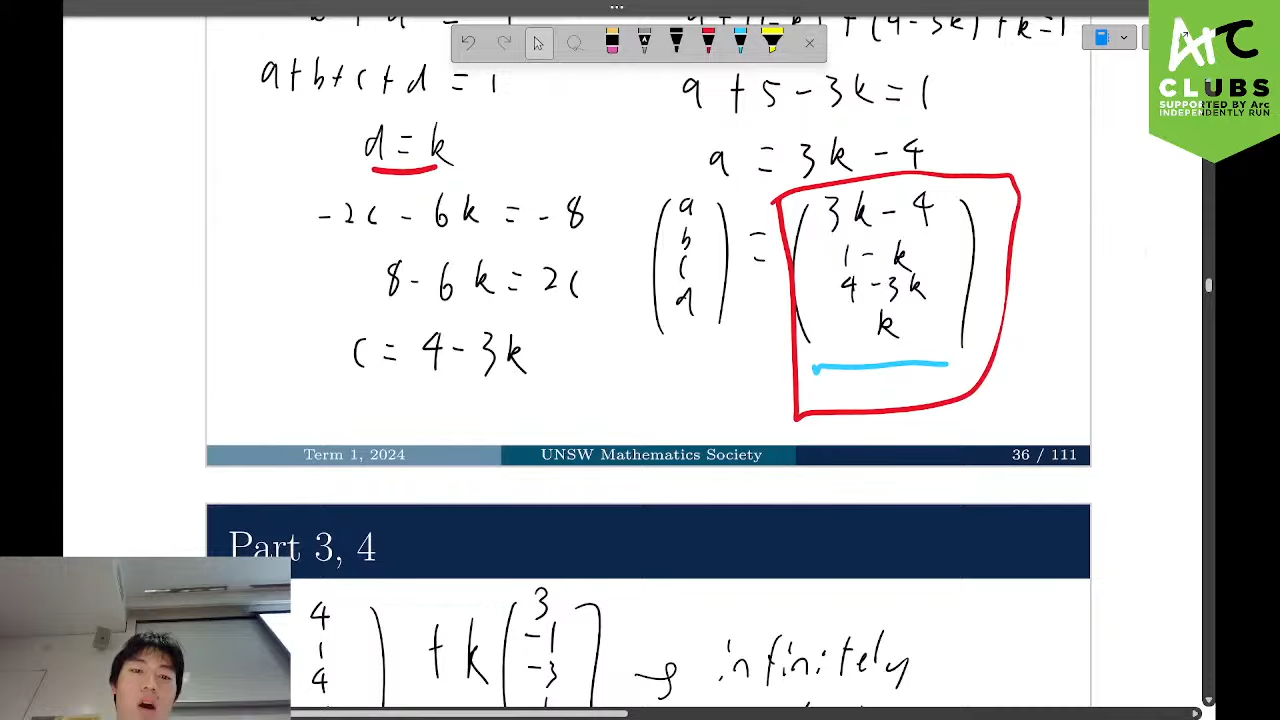 a + b + c + d = 1
d = k
-2c - 6k = -8
8 - 6k = 2c
c = 4 - 3k
a + 5 - 3k = 1
a = 3k - 4
(a b c d) = (3k - 4
1 - k
4 - 3k
k)
ARC
CLUBS
SUPPORTED BY Arc
INDEPENDENTLY RUN
Term 1, 2024 UNSW Mathematics Society 36 / 111
Part 3, 4
4
1
4
+ k (3
-1
-3
infinitely